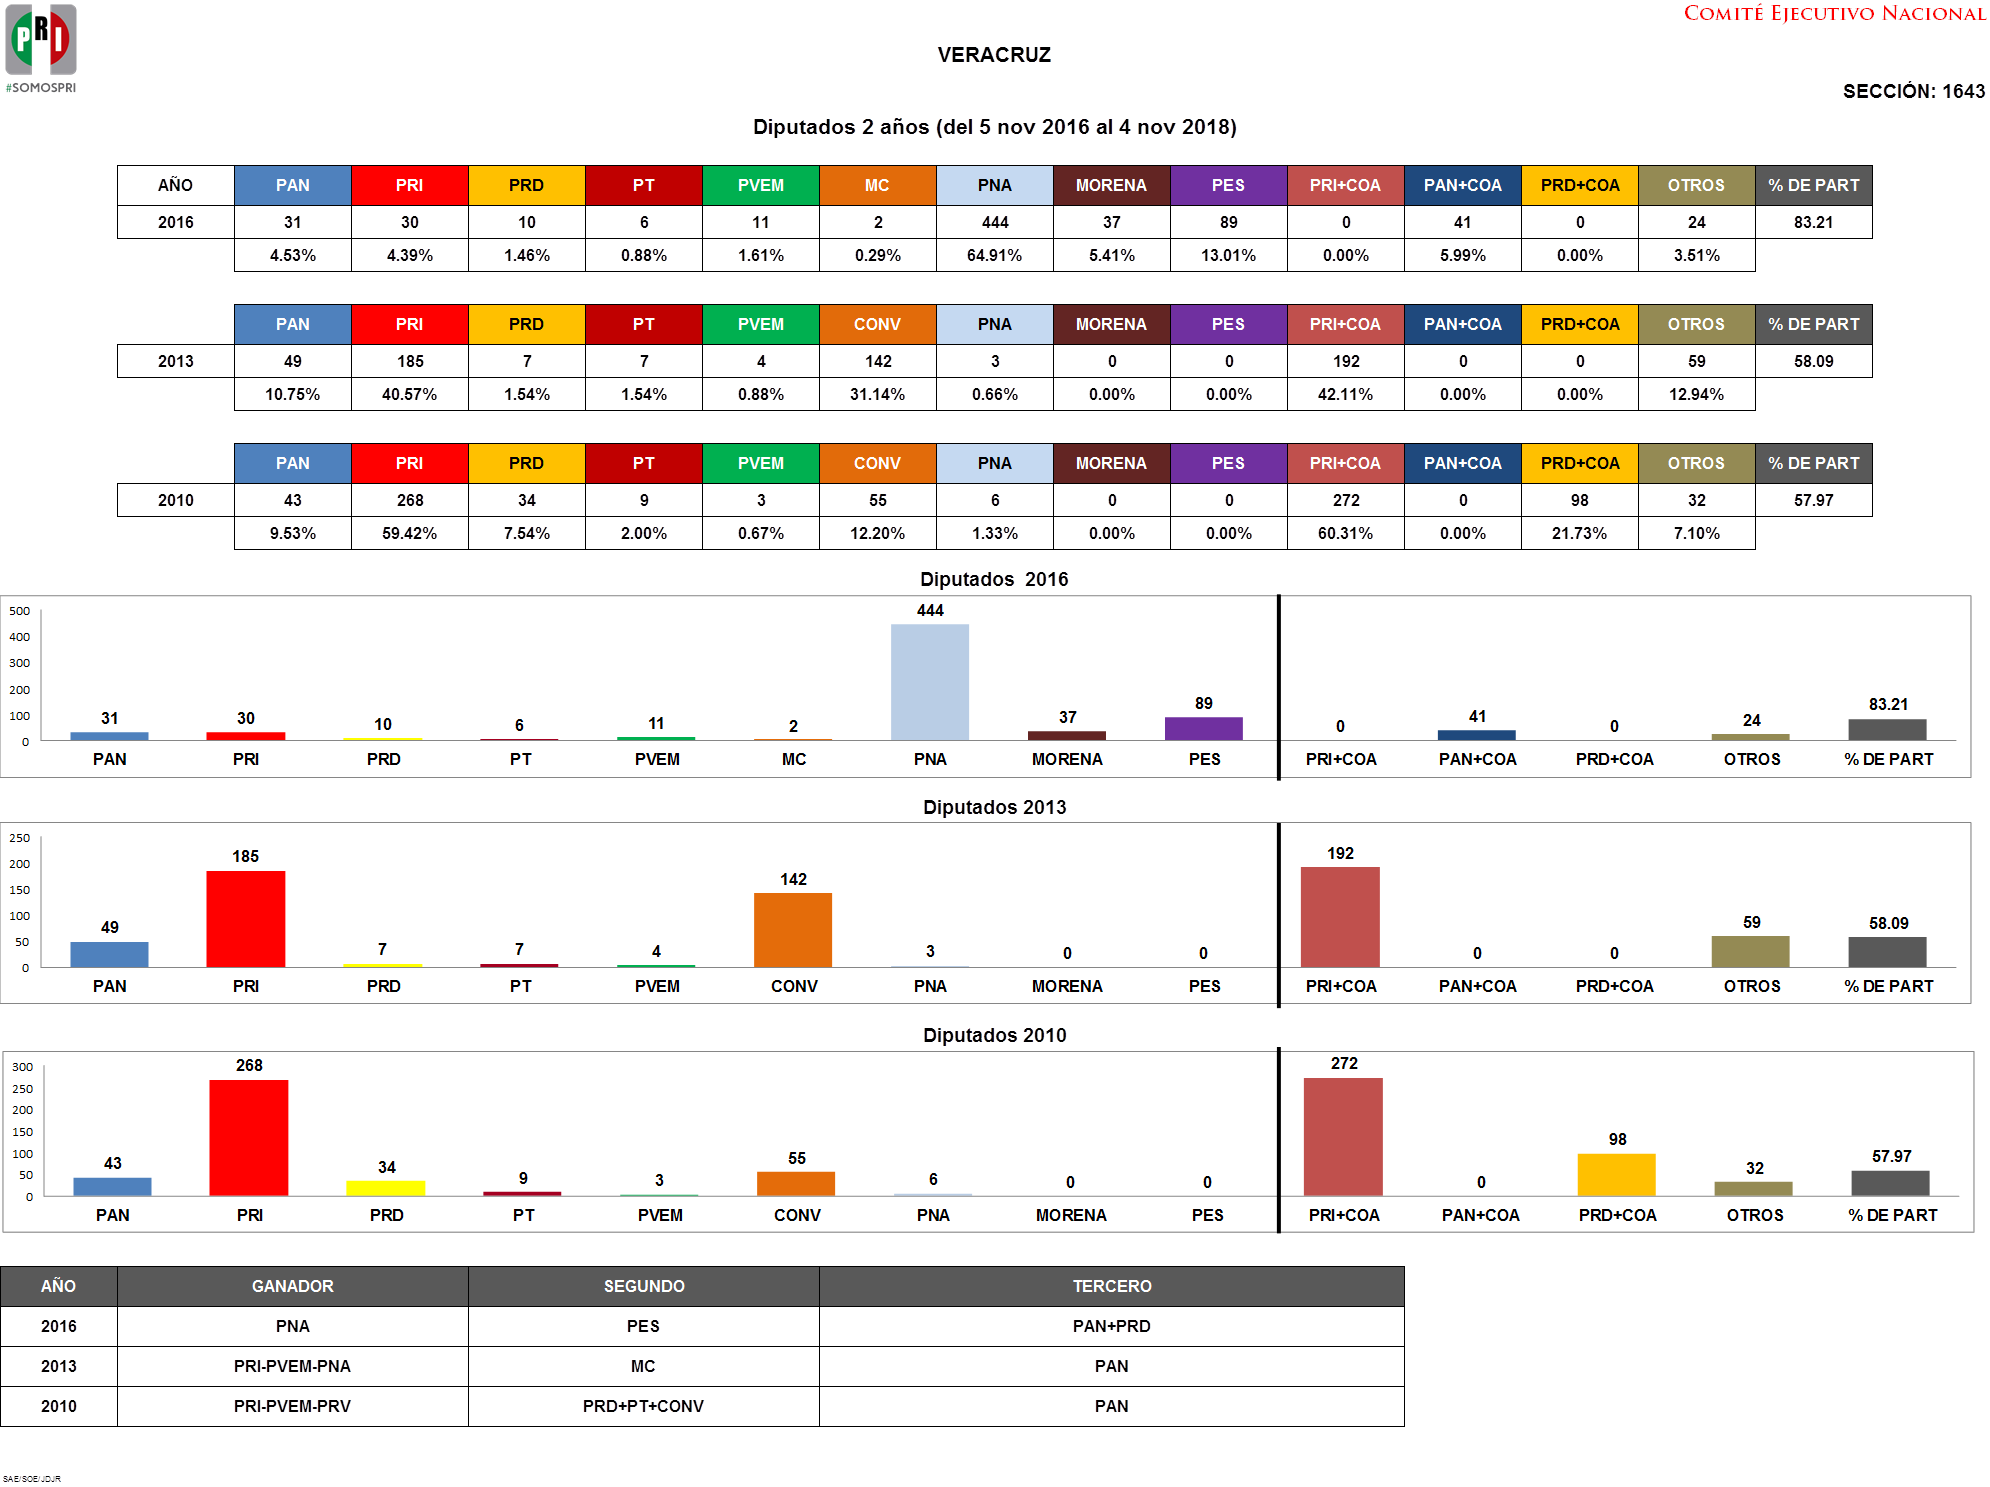 COMITÉ EJECUTIVO NACIONAL
PRI
#SOMOSPRI
VERACRUZ
SECCIÓN: 1643
Diputados 2 años (del 5 nov 2016 al 4 nov 2018)
AÑO PAN PRI PRD PT PVEM MC PNA MORENA PES PRI+COA PAN+COA PRD+COA OTROS % DE PART
2016 31 30 10 6 11 2 444 37 89 0 41 0 24 83.21
4.53% 4.39% 1.46% 0.88% 1.61% 0.29% 64.91% 5.41% 13.01% 0.00% 5.99% 0.00% 3.51%
PAN PRI PRD PT PVEM CONV PNA MORENA PES PRI+COA PAN+COA PRD+COA OTROS % DE PART
2013 49 185 7 7 4 142 3 0 0 192 0 0 59 58.09
10.75% 40.57% 1.54% 1.54% 0.88% 31.14% 0.66% 0.00% 0.00% 42.11% 0.00% 0.00% 12.94%
PAN PRI PRD PT PVEM CONV PNA MORENA PES PRI+COA PAN+COA PRD+COA OTROS % DE PART
2010 43 268 34 9 3 55 6 0 0 272 0 98 32 57.97
9.53% 59.42% 7.54% 2.00% 0.67% 12.20% 1.33% 0.00% 0.00% 60.31% 0.00% 21.73% 7.10%
Diputados 2016
500
400
300
200
100
0
31 30 10 6 11 2 444 37 89 0 41 0 24 83.21
PAN PRI PRD PT PVEM MC PNA MORENA PES PRI+COA PAN+COA PRD+COA OTROS % DE PART
Diputados 2013
250
200
150
100
50
0
49 185 7 7 4 142 3 0 0 192 0 0 59 58.09
PAN PRI PRD PT PVEM CONV PNA MORENA PES PRI+COA PAN+COA PRD+COA OTROS % DE PART
Diputados 2010
300
250
200
150
100
50
0
43 268 34 9 3 55 6 0 0 272 0 98 32 57.97
PAN PRI PRD PT PVEM CONV PNA MORENA PES PRI+COA PAN+COA PRD+COA OTROS % DE PART
AÑO GANADOR SEGUNDO TERCERO
2016 PNA PES PAN+PRD
2013 PRI-PVEM-PNA MC PAN
2010 PRI-PVEM-PRV PRD+PT+CONV PAN
SAE/SOE/JDJR